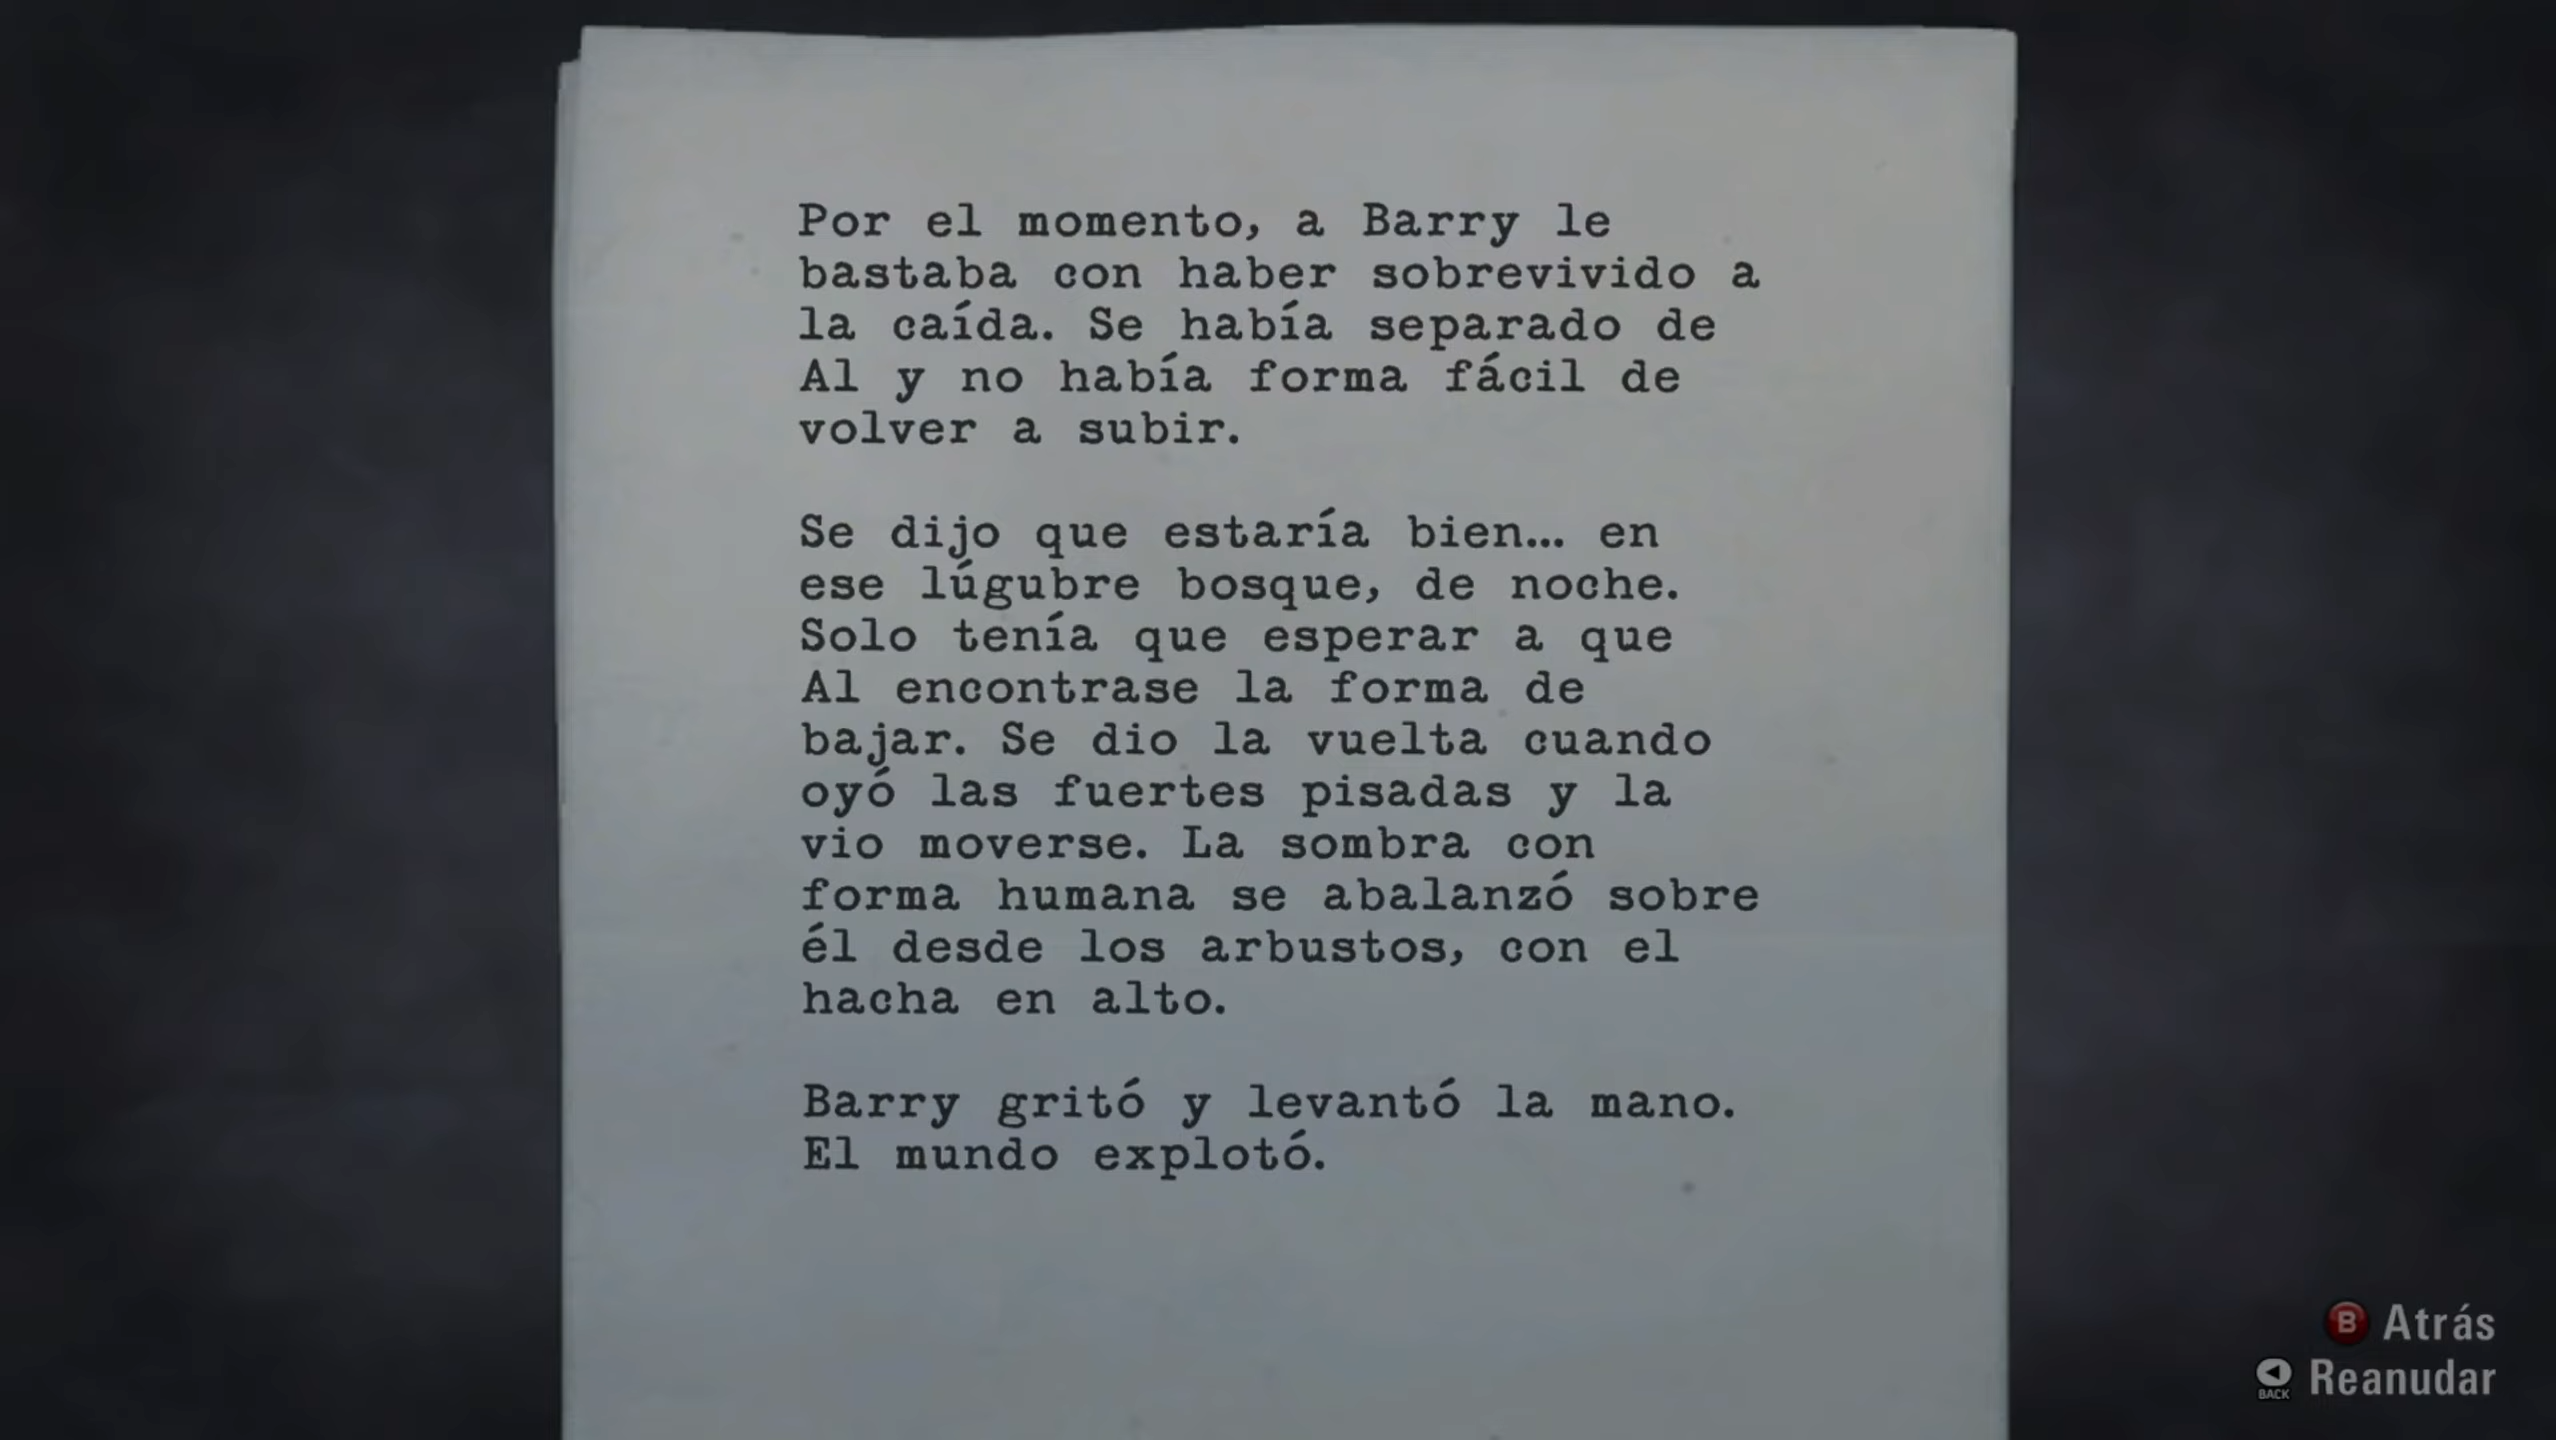 Por el momento, a Barry le
bastaba con haber sobrevivido a
la caída. Se había separado de
Al y no había forma fácil de
volver a subir.
Se dijo que estaría bien… en
ese lúgubre bosque, de noche.
Solo tenía que esperar a que
Al encontrase la forma de
bajar. Se dio la vuelta cuando
oyó las fuertes pisadas y la
vio moverse. La sombra con
forma humana se abalanzó sobre
él desde los arbustos, con el
hacha en alto.
Barry gritó y levantó la mano.
El mundo explotó.
B Atrás
BACK Reanudar